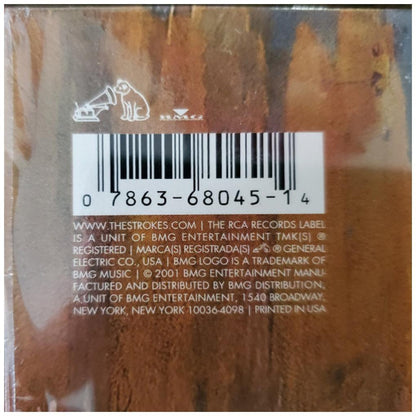 BMG
0 7863-68045-1 4
WWW.THESTROKES.COM | THE RCA RECORDS LABEL
IS A UNIT OF BMG ENTERTAINMENT TMK(S) ®
REGISTERED | MARCA(S) REGISTRADA(S) ® GENERAL
ELECTRIC CO., USA | BMG LOGO IS A TRADEMARK OF
BMG MUSIC | © 2001 BMG ENTERTAINMENT MANU-
FACTURED AND DISTRIBUTED BY BMG DISTRIBUTION,
A UNIT OF BMG ENTERTAINMENT, 1540 BROADWAY,
NEW YORK, NEW YORK 10036-4098 | PRINTED IN USA